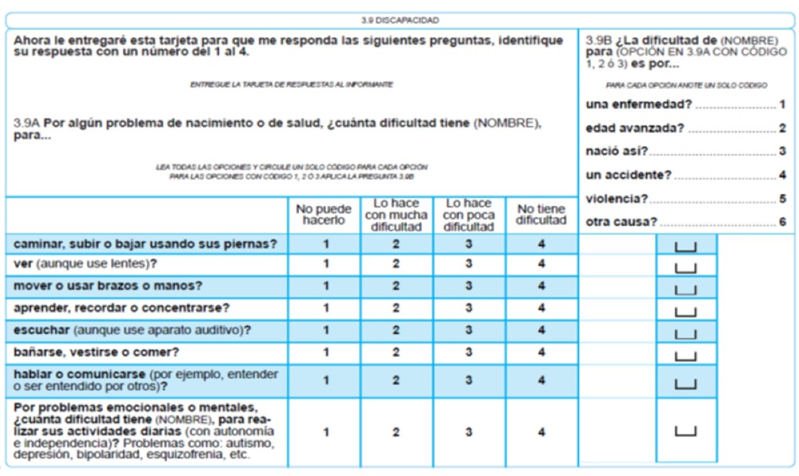 3.9 DISCAPACIDAD
Ahora le entregaré esta tarjeta para que me responda las siguientes preguntas, identifique
su respuesta con un número del 1 al 4.
ENTREGUE LA TARJETA DE RESPUESTAS AL INFORMANTE
3.9A Por algún problema de nacimiento o de salud, ¿cuánta dificultad tiene (NOMBRE),
para...
LEA TODAS LAS OPCIONES Y CIRCULE UN SOLO CÓDIGO PARA CADA OPCIÓN
PARA LAS OPCIONES CON CÓDIGO 1, 2 Ó 3 APLICA LA PREGUNTA 3.9B
3.9B ¿La dificultad de (NOMBRE)
para (OPCIÓN EN 3.9A CON CÓDIGO
1, 2 ó 3) es por...
PARA CADA OPCIÓN ANOTE UN SOLO CÓDIGO
una enfermedad? ........................ 1
edad avanzada? ........................ 2
nació así? ........................ 3
un accidente? ........................ 4
violencia? ........................ 5
otra causa? ........................ 6
No puede
hacerlo
Lo hace
con mucha
dificultad
Lo hace
con poca
dificultad
No tiene
dificultad
caminar, subir o bajar usando sus piernas? 1 2 3 4
ver (aunque use lentes)? 1 2 3 4
mover o usar brazos o manos? 1 2 3 4
aprender, recordar o concentrarse? 1 2 3 4
escuchar (aunque use aparato auditivo)? 1 2 3 4
bañarse, vestirse o comer? 1 2 3 4
hablar o comunicarse (por ejemplo, entender
o ser entendido por otros)? 1 2 3 4
Por problemas emocionales o mentales,
¿cuánta dificultad tiene (NOMBRE), para rea-
lizar sus actividades diarias (con autonomía
e independencia)? Problemas como: autismo,
depresión, bipolaridad, esquizofrenia, etc. 1 2 3 4